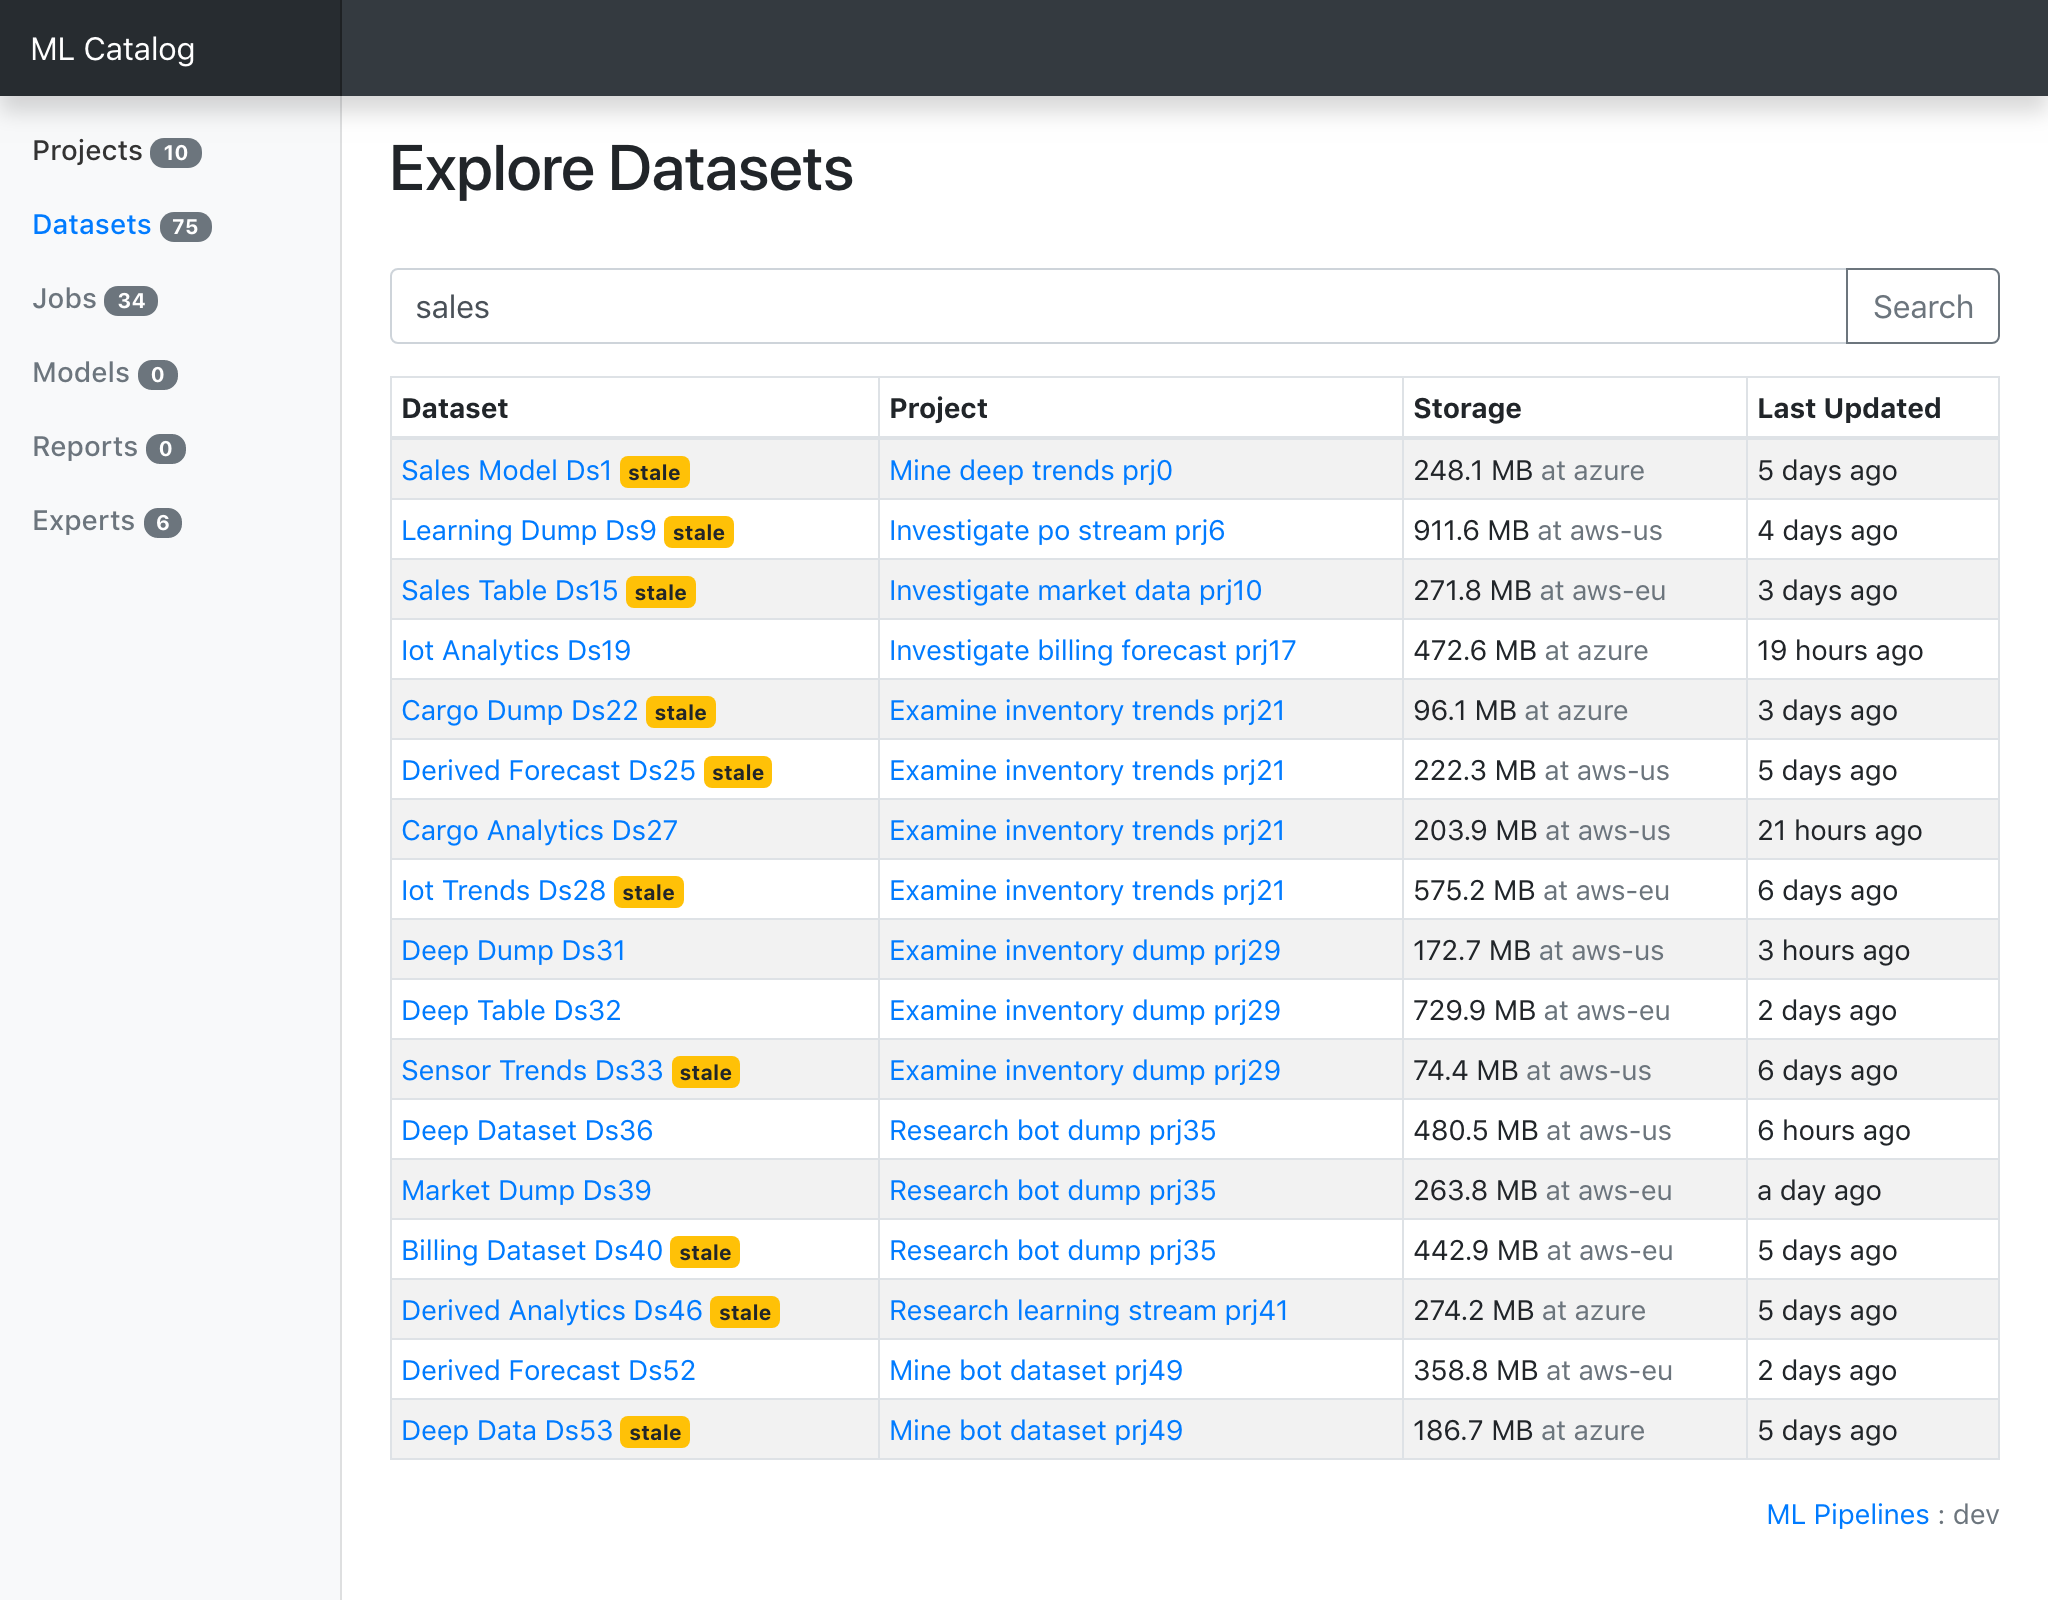 ML Catalog
Projects 10
Datasets 75
Jobs 34
Models 0
Reports 0
Experts 6
Explore Datasets
sales Search
Dataset Project Storage Last Updated
Sales Model Ds1 stale Mine deep trends prj0 248.1 MB at azure 5 days ago
Learning Dump Ds9 stale Investigate po stream prj6 911.6 MB at aws-us 4 days ago
Sales Table Ds15 stale Investigate market data prj10 271.8 MB at aws-eu 3 days ago
Iot Analytics Ds19 Investigate billing forecast prj17 472.6 MB at azure 19 hours ago
Cargo Dump Ds22 stale Examine inventory trends prj21 96.1 MB at azure 3 days ago
Derived Forecast Ds25 stale Examine inventory trends prj21 222.3 MB at aws-us 5 days ago
Cargo Analytics Ds27 Examine inventory trends prj21 203.9 MB at aws-us 21 hours ago
Iot Trends Ds28 stale Examine inventory trends prj21 575.2 MB at aws-eu 6 days ago
Deep Dump Ds31 Examine inventory dump prj29 172.7 MB at aws-us 3 hours ago
Deep Table Ds32 Examine inventory dump prj29 729.9 MB at aws-eu 2 days ago
Sensor Trends Ds33 stale Examine inventory dump prj29 74.4 MB at aws-us 6 days ago
Deep Dataset Ds36 Research bot dump prj35 480.5 MB at aws-us 6 hours ago
Market Dump Ds39 Research bot dump prj35 263.8 MB at aws-eu a day ago
Billing Dataset Ds40 stale Research bot dump prj35 442.9 MB at aws-eu 5 days ago
Derived Analytics Ds46 stale Research learning stream prj41 274.2 MB at azure 5 days ago
Derived Forecast Ds52 Mine bot dataset prj49 358.8 MB at aws-eu 2 days ago
Deep Data Ds53 stale Mine bot dataset prj49 186.7 MB at azure 5 days ago
ML Pipelines : dev